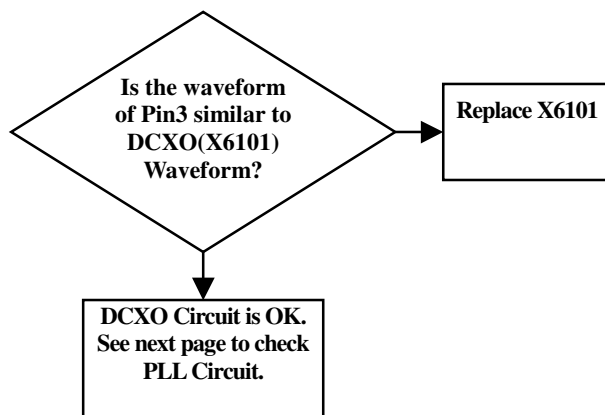 Is the waveform
of Pin3 similar to
DCXO(X6101)
Waveform?
Replace X6101
DCXO Circuit is OK.
See next page to check
PLL Circuit.